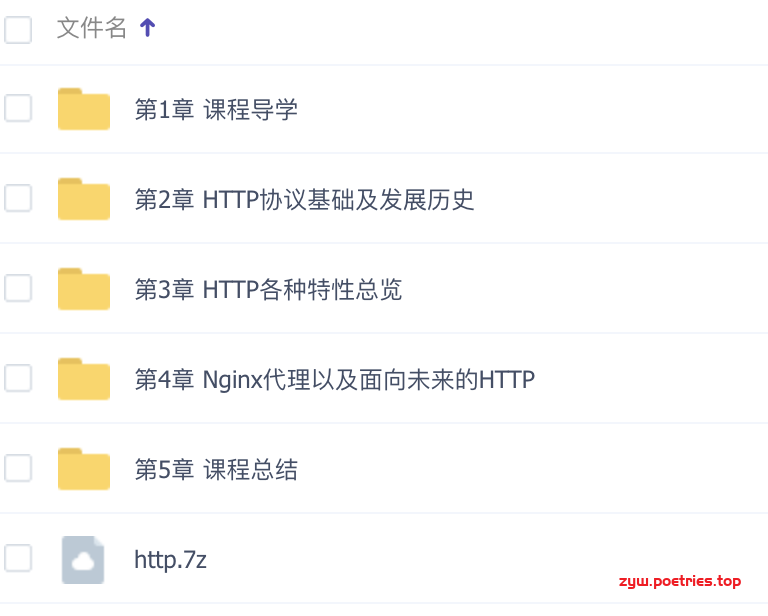 文件名
第1章 课程导学
第2章 HTTP协议基础及发展历史
第3章 HTTP各种特性总览
第4章 Nginx代理以及面向未来的HTTP
第5章 课程总结
http.7z
zyw.poetries.top